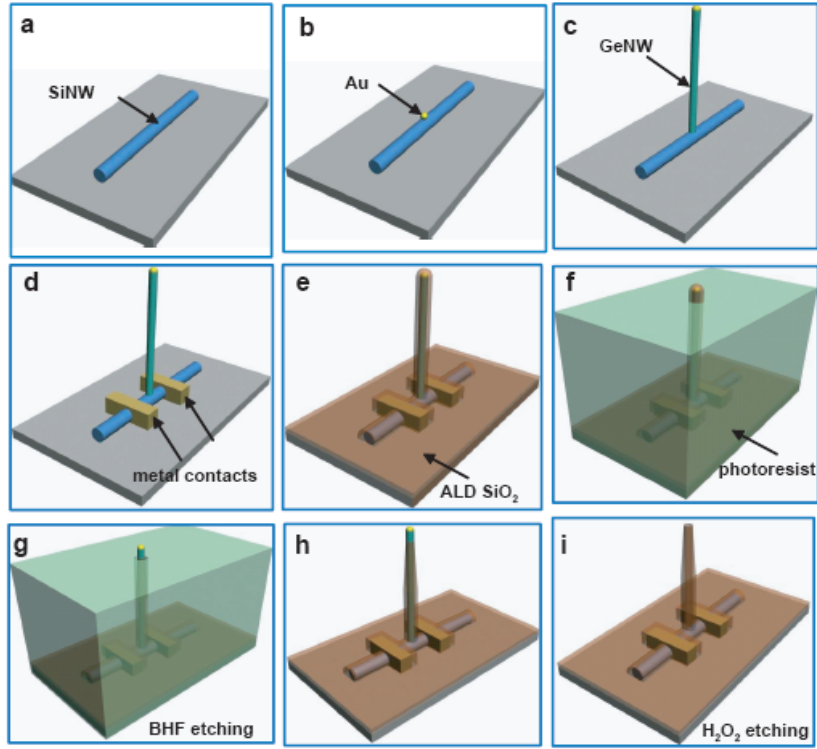 a
SiNW
b
Au
c
GeNW
d
metal contacts
e
ALD SiO₂
f
photoresist
g
BHF etching
h
i
H₂O₂ etching